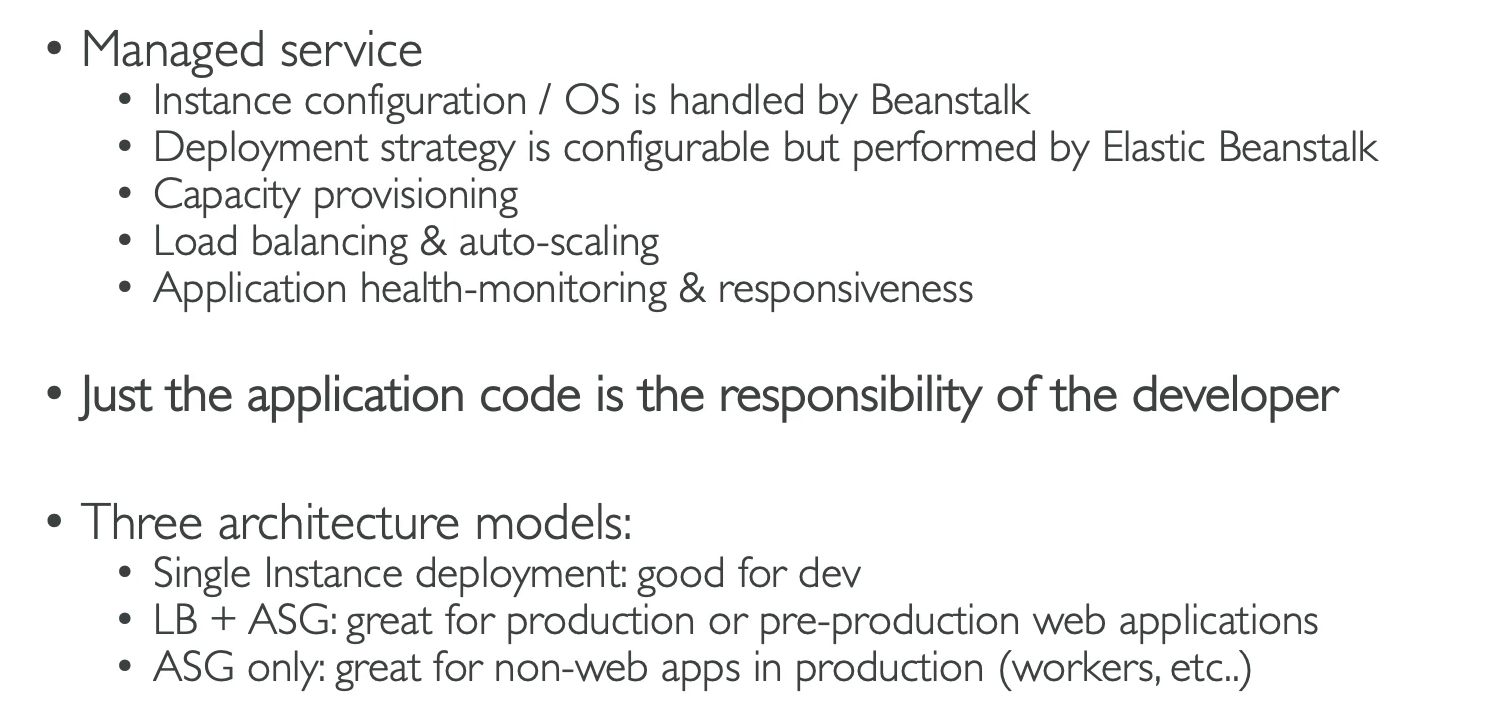 • Managed service
• Instance configuration / OS is handled by Beanstalk
• Deployment strategy is configurable but performed by Elastic Beanstalk
• Capacity provisioning
• Load balancing & auto-scaling
• Application health-monitoring & responsiveness
• Just the application code is the responsibility of the developer
• Three architecture models:
• Single Instance deployment: good for dev
• LB + ASG: great for production or pre-production web applications
• ASG only: great for non-web apps in production (workers, etc..)